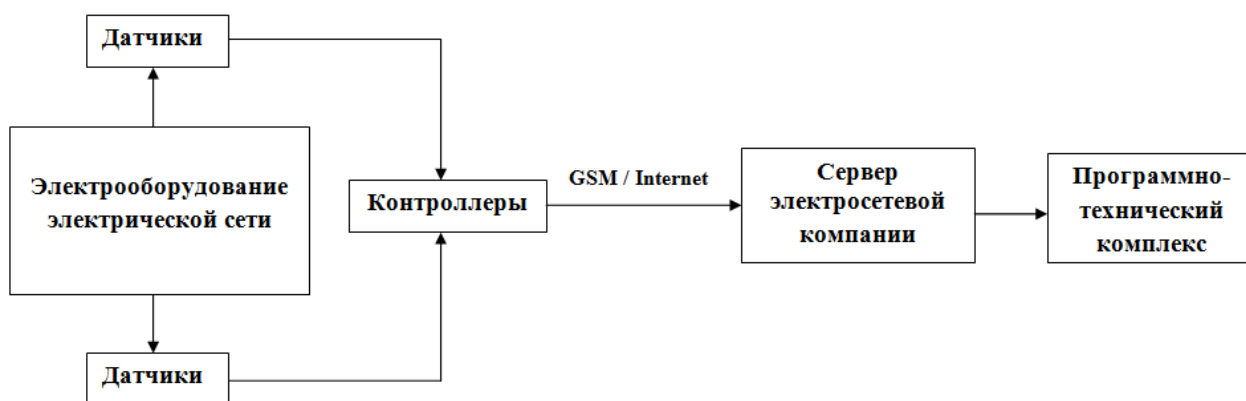 Датчики
Электрооборудование
электрической сети
Датчики
Контроллеры
GSM / Internet
Сервер
электросетевой
компании
Программно-
технический
комплекс